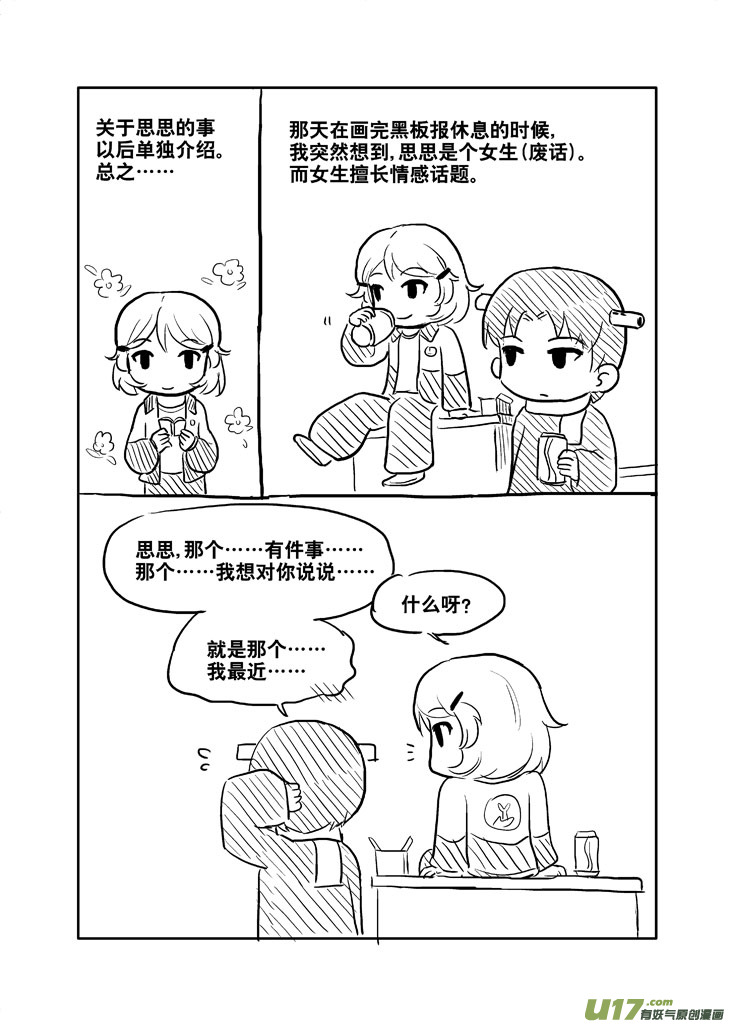 关于思思的事
以后单独介绍。
总之……
那天在画完黑板报休息的时候,
我突然想到,思思是个女生(废话)。
而女生擅长情感话题。
思思,那个……有件事……
那个……我想对你说说……
什么呀?
就是那个……
我最近……
U17.com
有妖气原创漫画